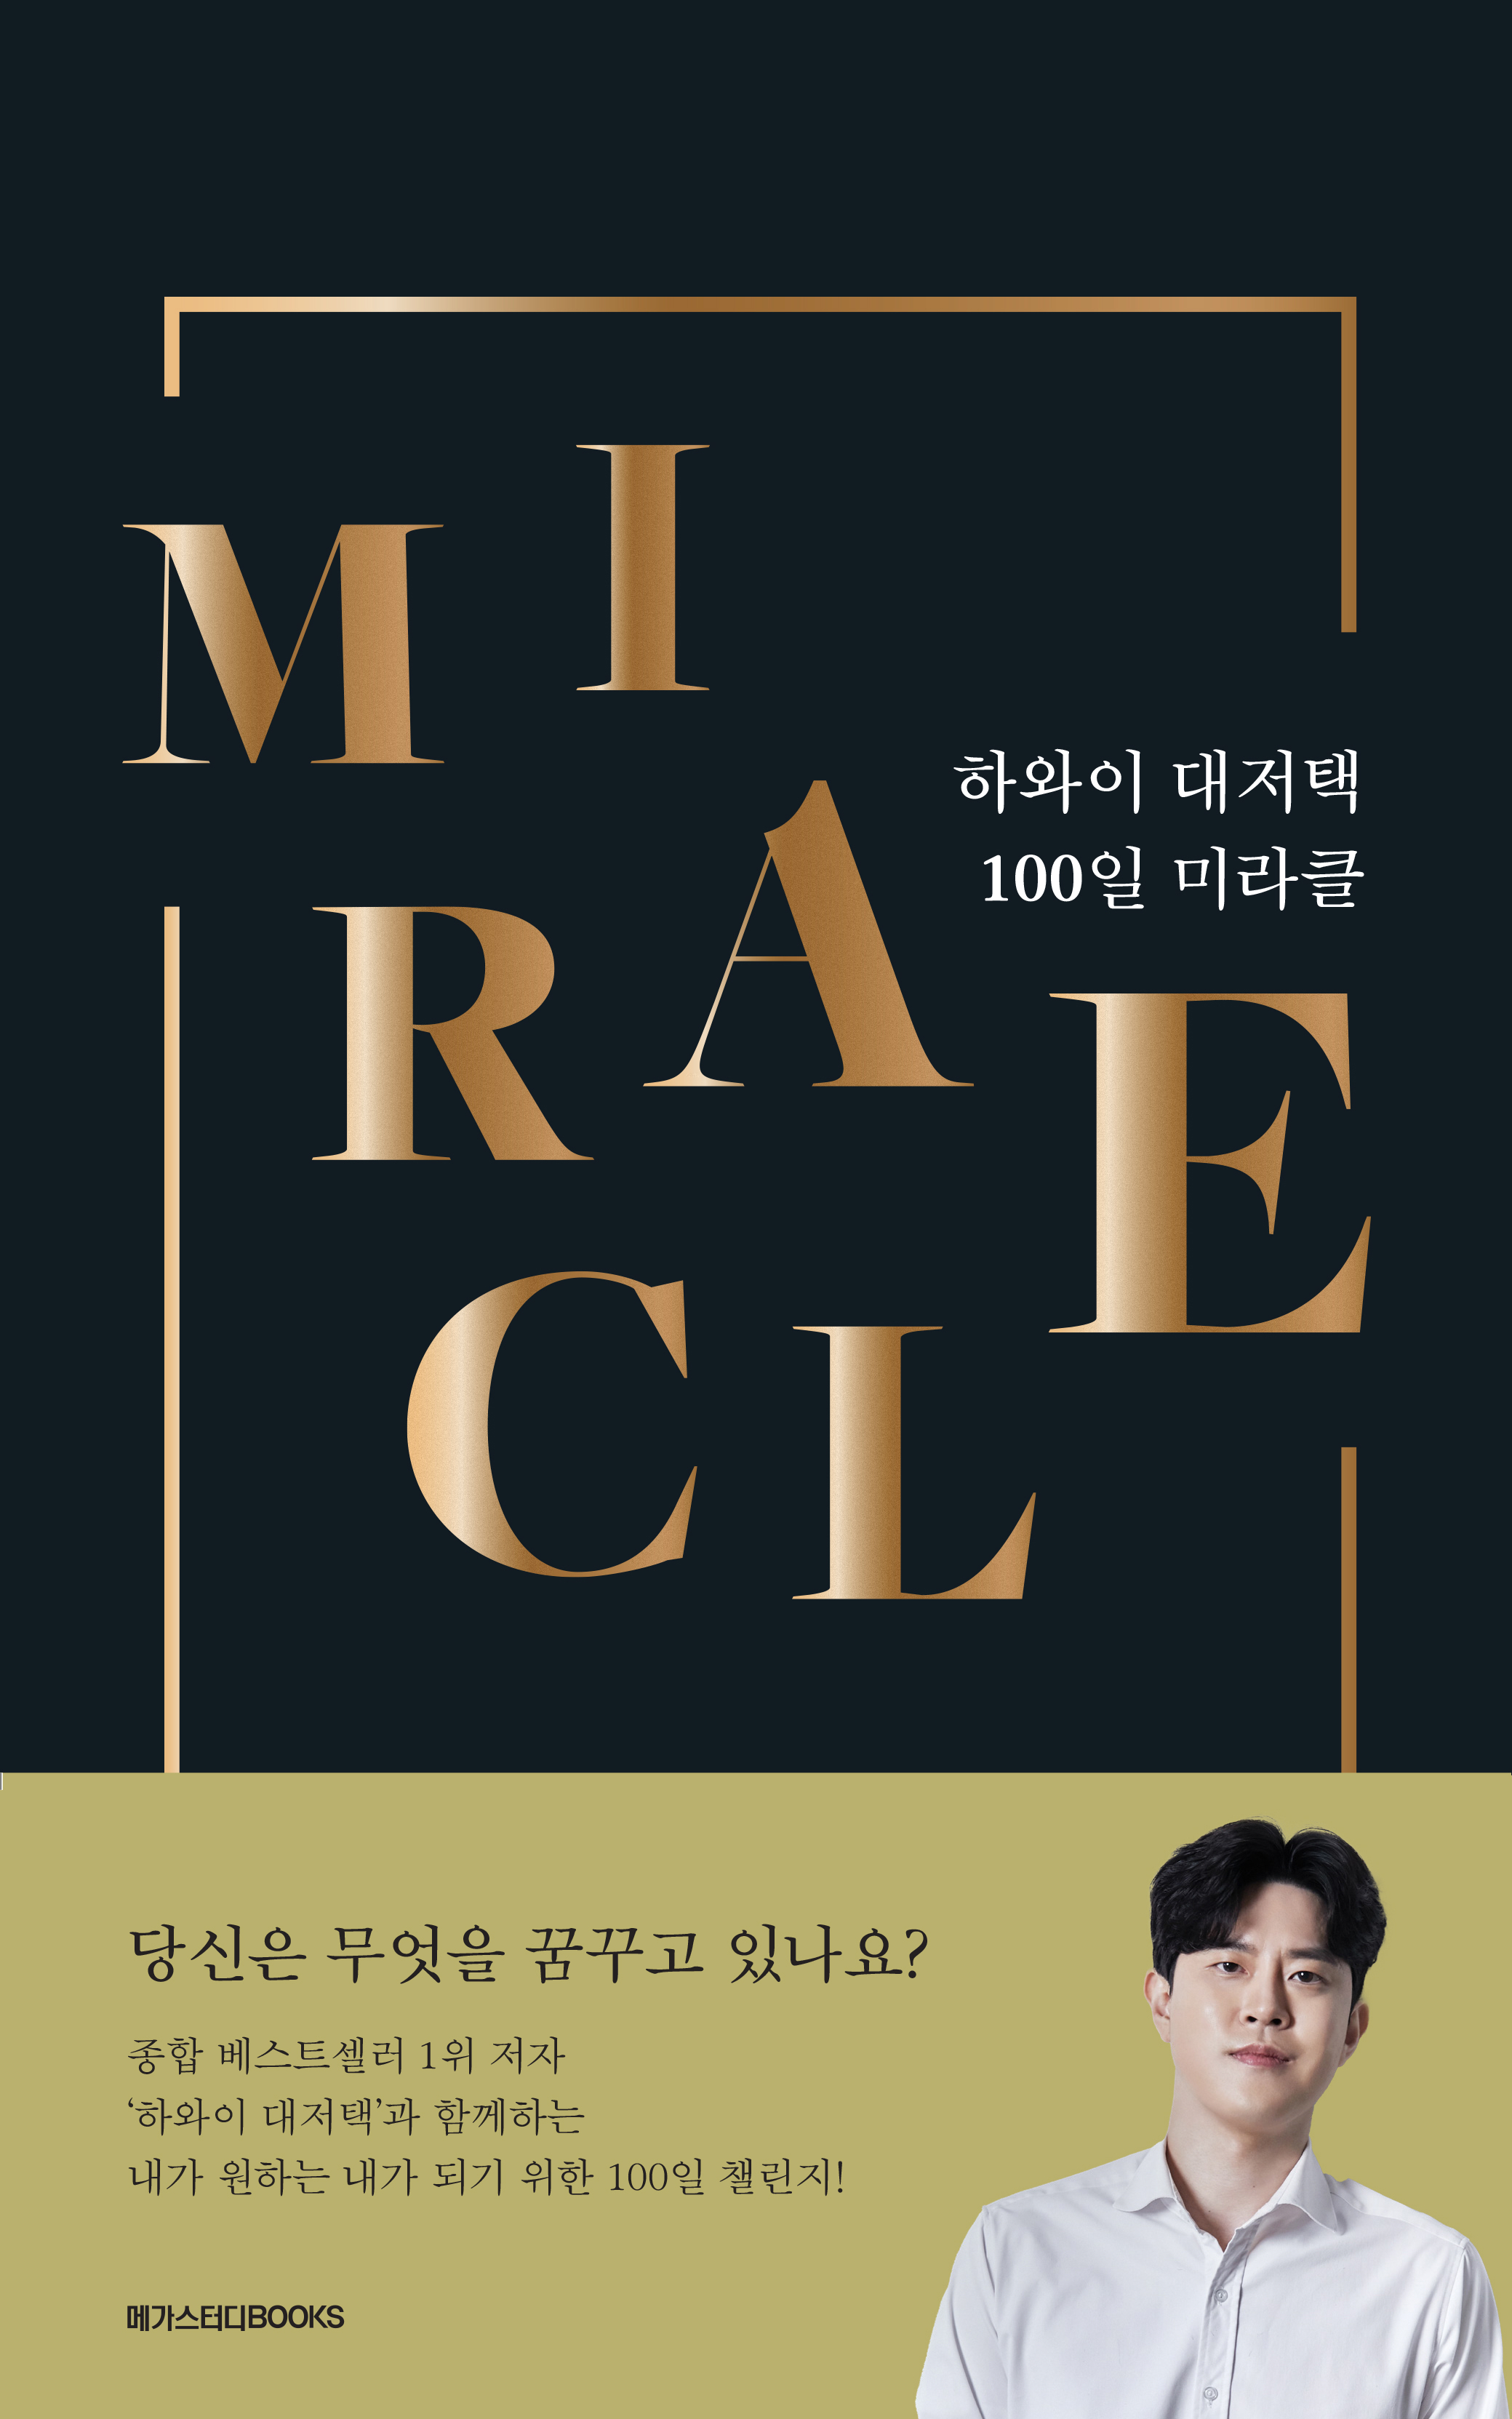 MIRACLE
하와이 대저택
100일 미라클
당신은 무엇을 꿈꾸고 있나요?
종합 베스트셀러 1위 저자
‘하와이 대저택’과 함께하는
내가 원하는 내가 되기 위한 100일 챌린지!
메가스터디BOOKS